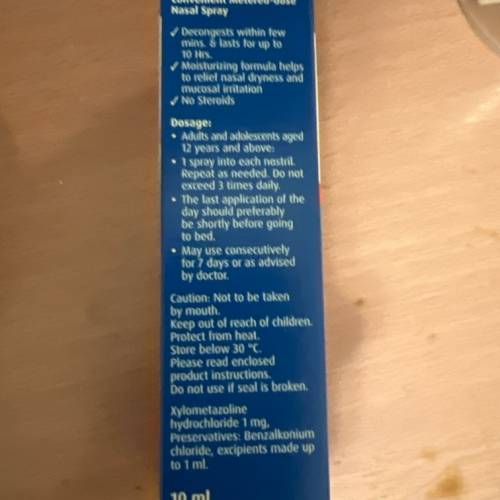 Convenient Metered-dose
Nasal Spray
✓ Decongests within few
mins. & lasts for up to
10 Hrs.
✓ Moisturizing formula helps
to relief nasal dryness and
mucosal irritation
✓ No Steroids
Dosage:
• Adults and adolescents aged
12 years and above:
• 1 spray into each nostril.
Repeat as needed. Do not
exceed 3 times daily.
• The last application of the
day should preferably
be shortly before going
to bed.
• May use consecutively
for 7 days or as advised
by doctor.
Caution: Not to be taken
by mouth.
Keep out of reach of children.
Protect from heat.
Store below 30 °C.
Please read enclosed
product instructions.
Do not use if seal is broken.
Xylometazoline
hydrochloride 1 mg,
Preservatives: Benzalkonium
chloride, excipients made up
to 1 ml.
10 ml